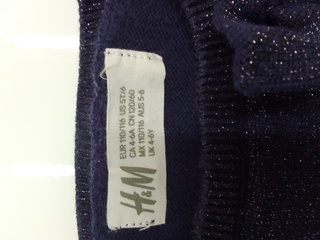 EUR 110/116 US 5T/6
CA 4-6A CN 120/60
MX 110/116 AUS 5-6
UK 4-6Y
H&M